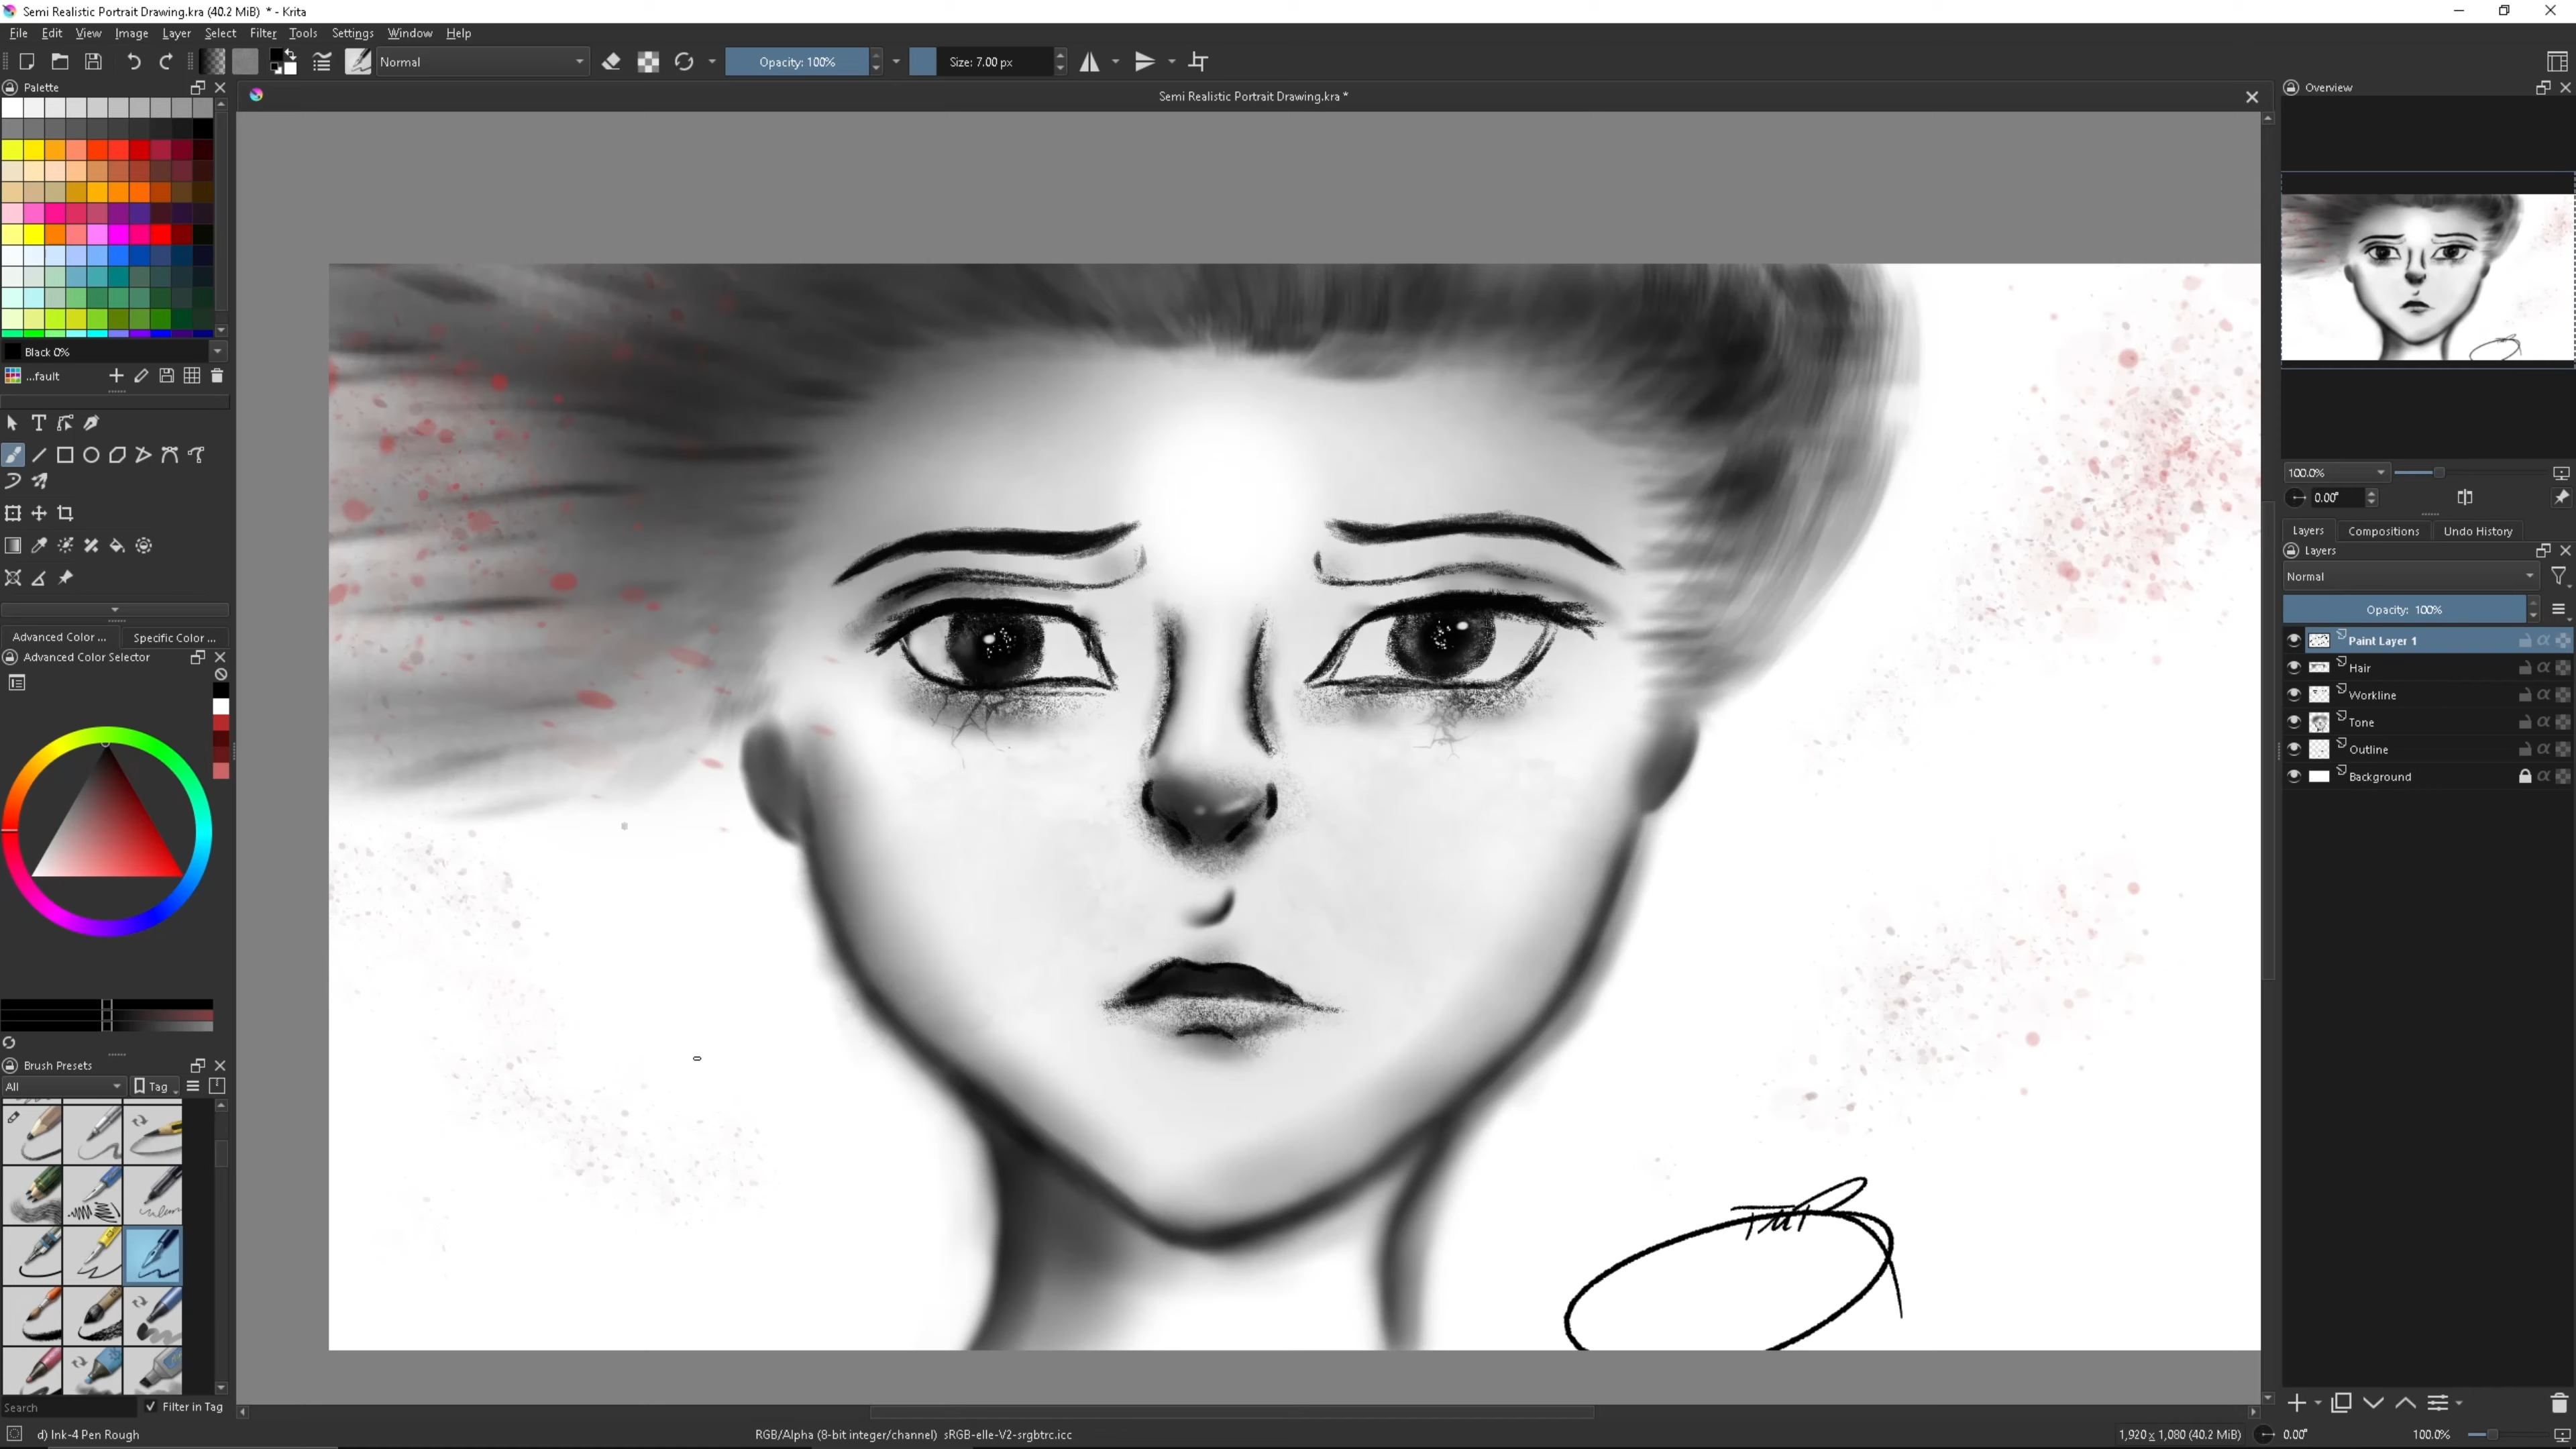 Semi Realistic Portrait Drawing.kra (40.2 MiB) * - Krita
File Edit View Image Layer Select Filter Tools Settings Window Help
Normal Opacity: 100% Size: 7.00 px
Palette
Semi Realistic Portrait Drawing.kra *
Overview
Black 0%
...fault
100.0%
0.00°
Layers Compositions Undo History
Layers
Normal
Opacity: 100%
Paint Layer 1
Hair
Workline
Tone
Outline
Background
Advanced Color ... Specific Color ...
Advanced Color Selector
Brush Presets
All Tag
Search Filter in Tag
d) Ink-4 Pen Rough RGB/Alpha (8-bit integer/channel) sRGB-elle-V2-srgbtrc.icc 1,920 x 1,080 (40.2 MiB) 0.00° 100.0%